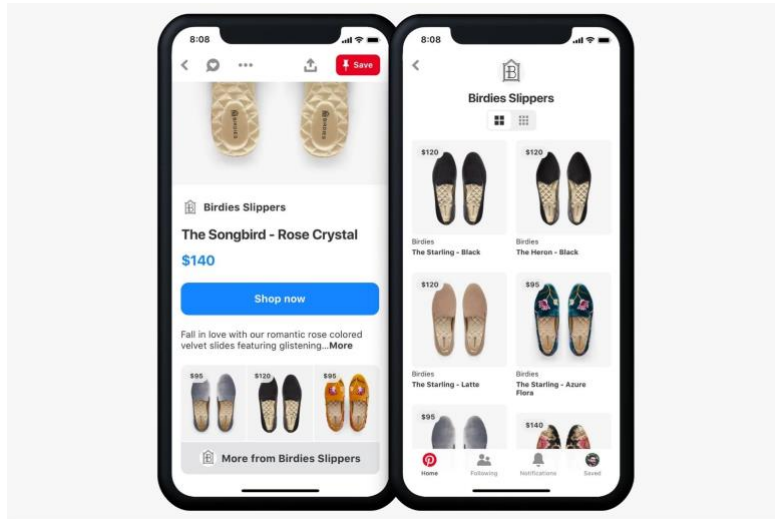 8:08
Save
Birdies Slippers
The Songbird - Rose Crystal
$140
Shop now
Fall in love with our romantic rose colored
velvet slides featuring glistening...More
$95
$120
$95
More from Birdies Slippers
8:08
B
Birdies Slippers
$120
$120
Birdies
The Starling - Black
Birdies
The Heron - Black
$120
$95
Birdies
The Starling - Latte
Birdies
The Starling - Azure
Flora
$95
$140
Home
Following
Notifications
Saved